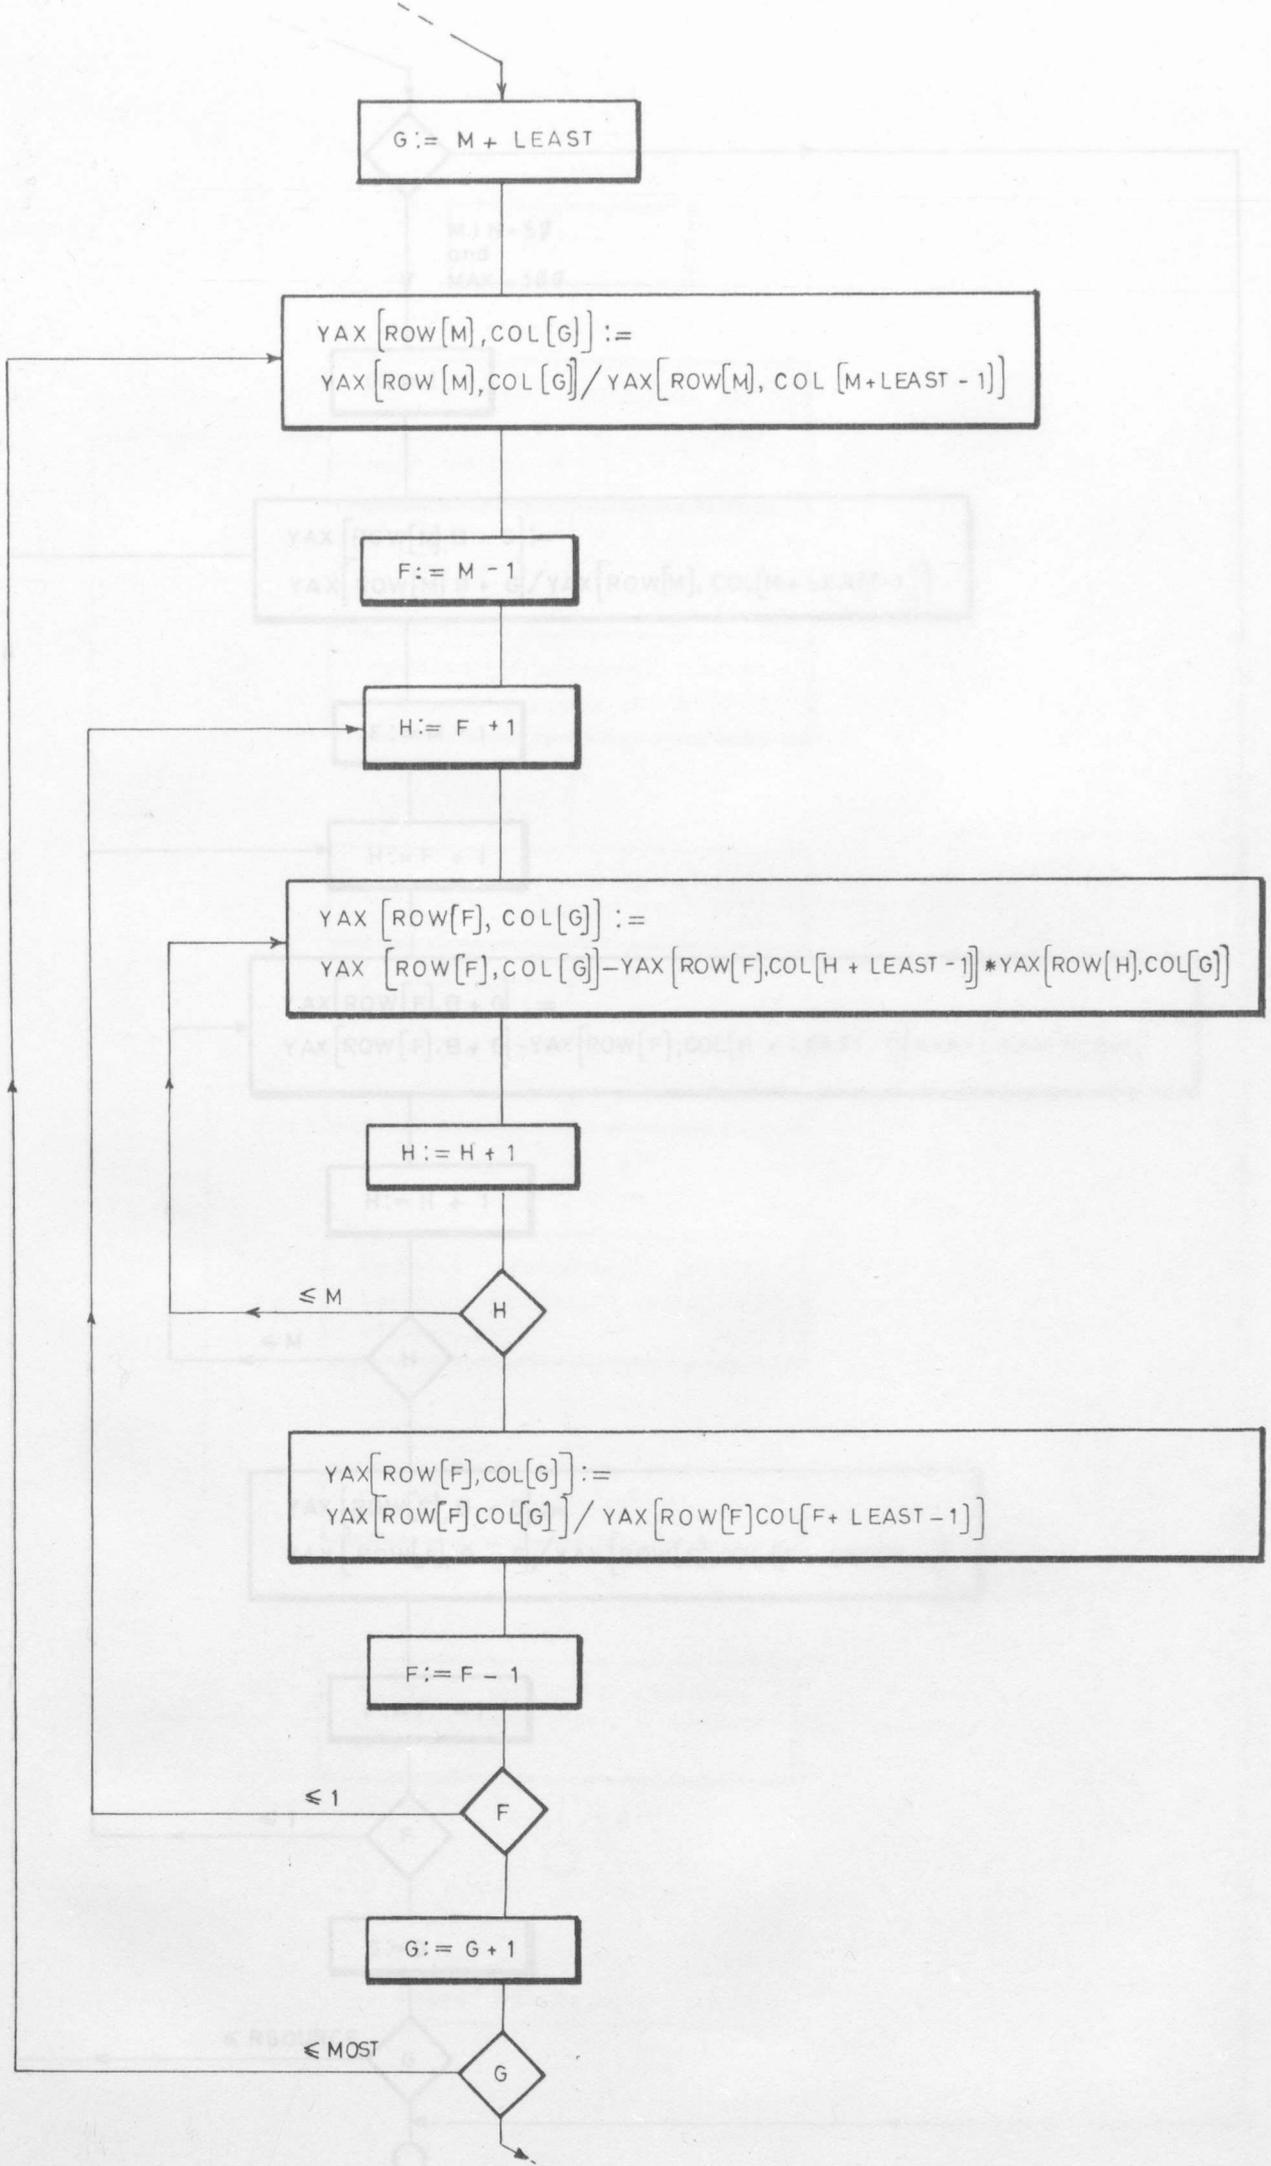 G:= M + LEAST
YAX [ROW[M],COL[G]] :=
YAX [ROW [M],COL[G]] / YAX[ROW[M], COL [M+LEAST - 1]]
F:= M - 1
H:= F + 1
YAX [ROW[F], COL[G]] :=
YAX [ROW[F],COL[G]]-YAX[ROW[F],COL[H + LEAST -1]]*YAX[ROW[H],COL[G]]
H:= H + 1
≤ M
H
YAX[ROW[F],COL[G]]:=
YAX[ROW[F]COL[G]] / YAX[ROW[F]COL[F+ LEAST-1]]
F:= F - 1
≤ 1
F
G:= G + 1
≤ MOST
G